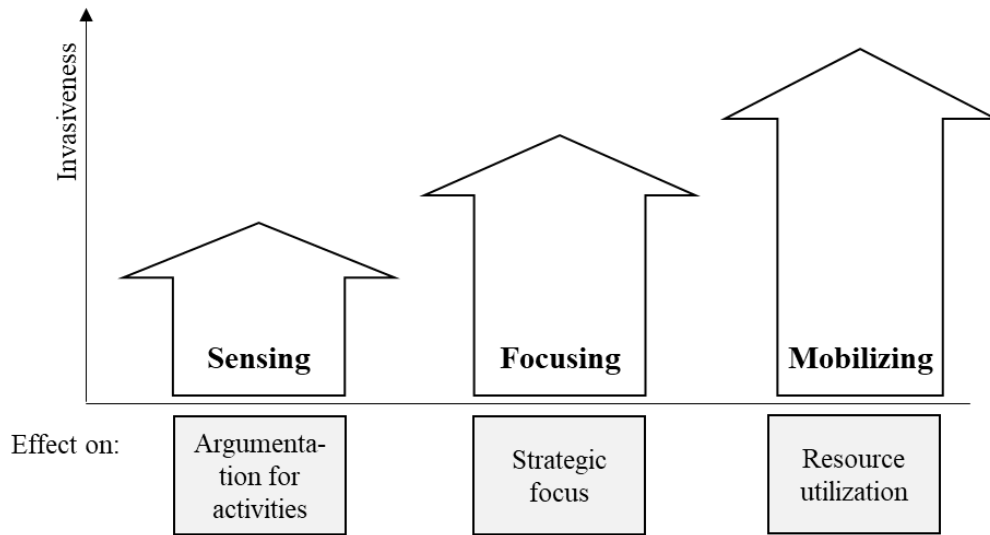 Invasiveness
Sensing
Focusing
Mobilizing
Effect on:
Argumenta-
tion for
activities
Strategic
focus
Resource
utilization